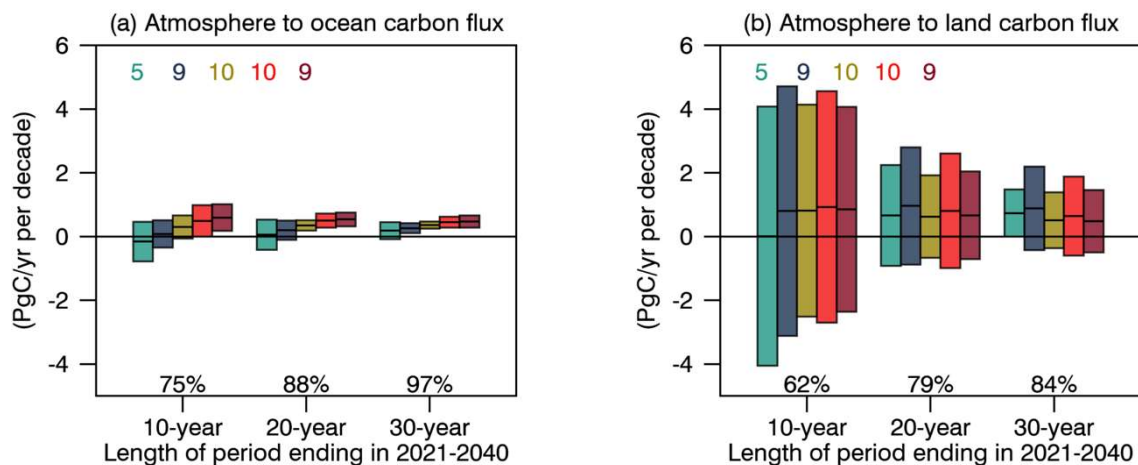 (a) Atmosphere to ocean carbon flux
6
4
2
0
-2
-4
(PgC/yr per decade)
5 9 10 10 9
75% 88% 97%
10-year 20-year 30-year
Length of period ending in 2021-2040
(b) Atmosphere to land carbon flux
6
4
2
0
-2
-4
(PgC/yr per decade)
5 9 10 10 9
62% 79% 84%
10-year 20-year 30-year
Length of period ending in 2021-2040